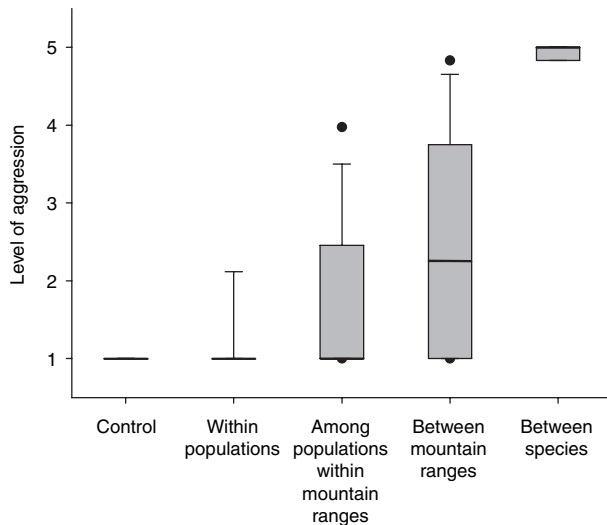 5
4
3
2
1
Level of aggression
Control
Within
populations
Among
populations
within
mountain
ranges
Between
mountain
ranges
Between
species